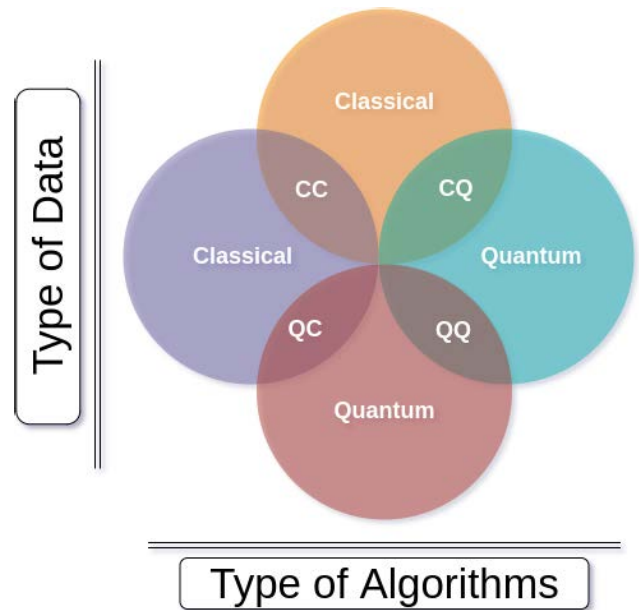 Type of Data
Classical
CC
CQ
Classical
Quantum
QC
QQ
Quantum
Type of Algorithms